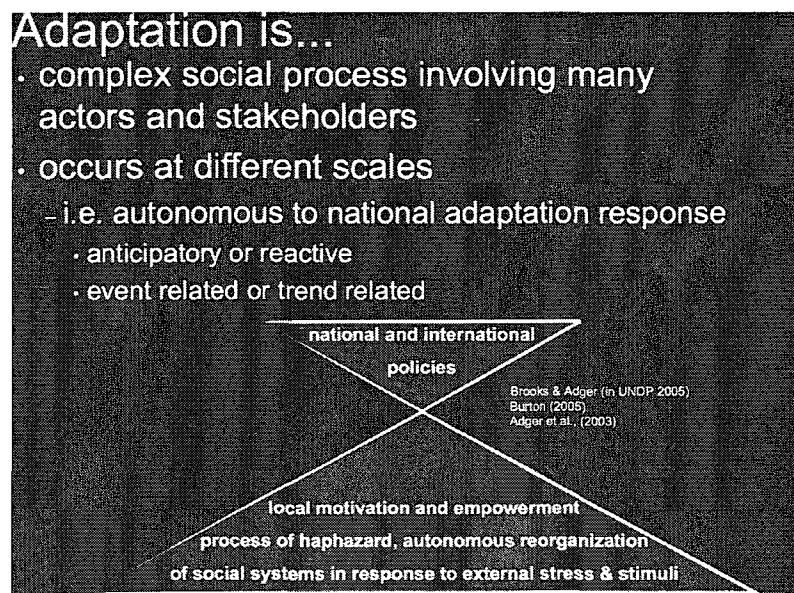 Adaptation is...
· complex social process involving many
actors and stakeholders
· occurs at different scales
– i.e. autonomous to national adaptation response
· anticipatory or reactive
· event related or trend related
national and international
policies
Brooks & Adger (in UNDP 2005)
Burton (2005)
Adger et al., (2003)
local motivation and empowerment
process of haphazard, autonomous reorganization
of social systems in response to external stress & stimuli